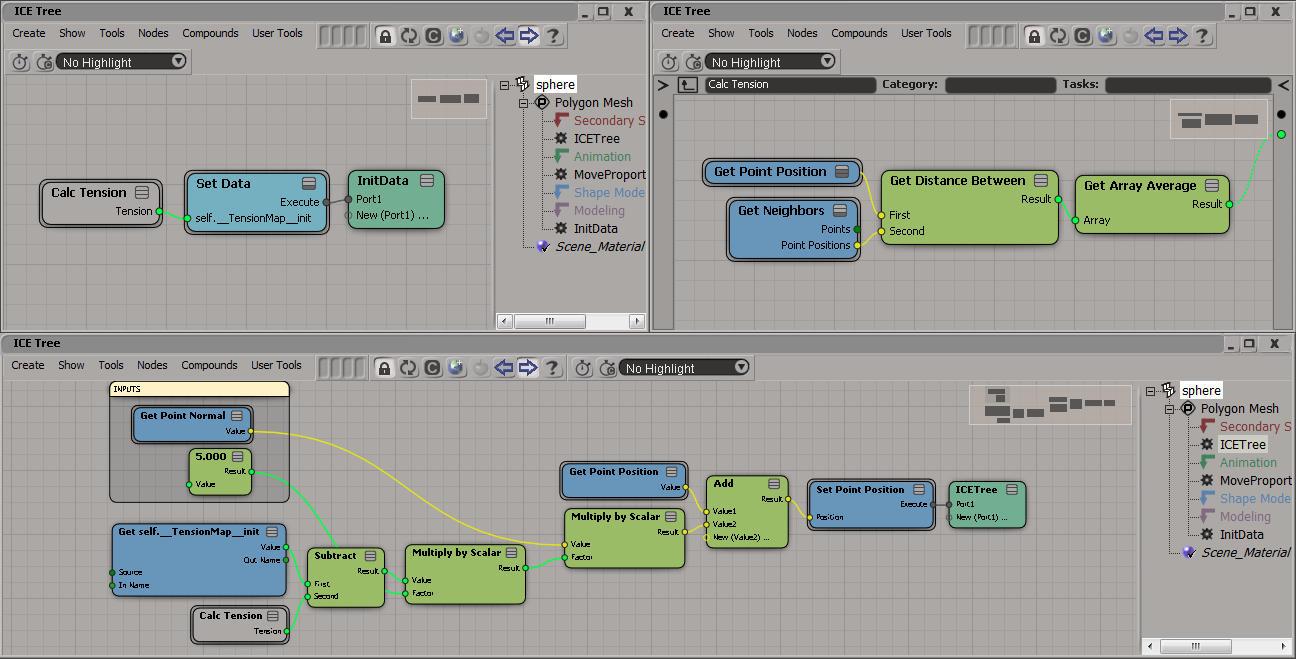 ICE Tree
Create Show Tools Nodes Compounds User Tools
No Highlight
Calc Tension
Tension
Set Data
Execute
self.__TensionMap__init
InitData
Port1
New (Port1) ...
sphere
Polygon Mesh
Secondary S
ICETree
Animation
MoveProport
Shape Mode
Modeling
InitData
Scene_Material
ICE Tree
Create Show Tools Nodes Compounds User Tools
No Highlight
Calc Tension Category: Tasks:
Get Point Position
Get Neighbors
Points
Point Positions
Get Distance Between
Result
First
Second
Get Array Average
Result
Array
ICE Tree
Create Show Tools Nodes Compounds User Tools
No Highlight
INPUTS
Get Point Normal
Value
5.000
Result
Value
Get self.__TensionMap__init
Value
Out Name
Source
In Name
Calc Tension
Tension
Subtract
Result
First
Second
Multiply by Scalar
Result
Value
Factor
Get Point Position
Value
Multiply by Scalar
Result
Value
Factor
Add
Result
Value1
Value2
New (Value2) ...
Set Point Position
Execute
Position
ICETree
Port1
New (Port1) ...
sphere
Polygon Mesh
Secondary S
ICETree
Animation
MoveProport
Shape Mode
Modeling
InitData
Scene_Material